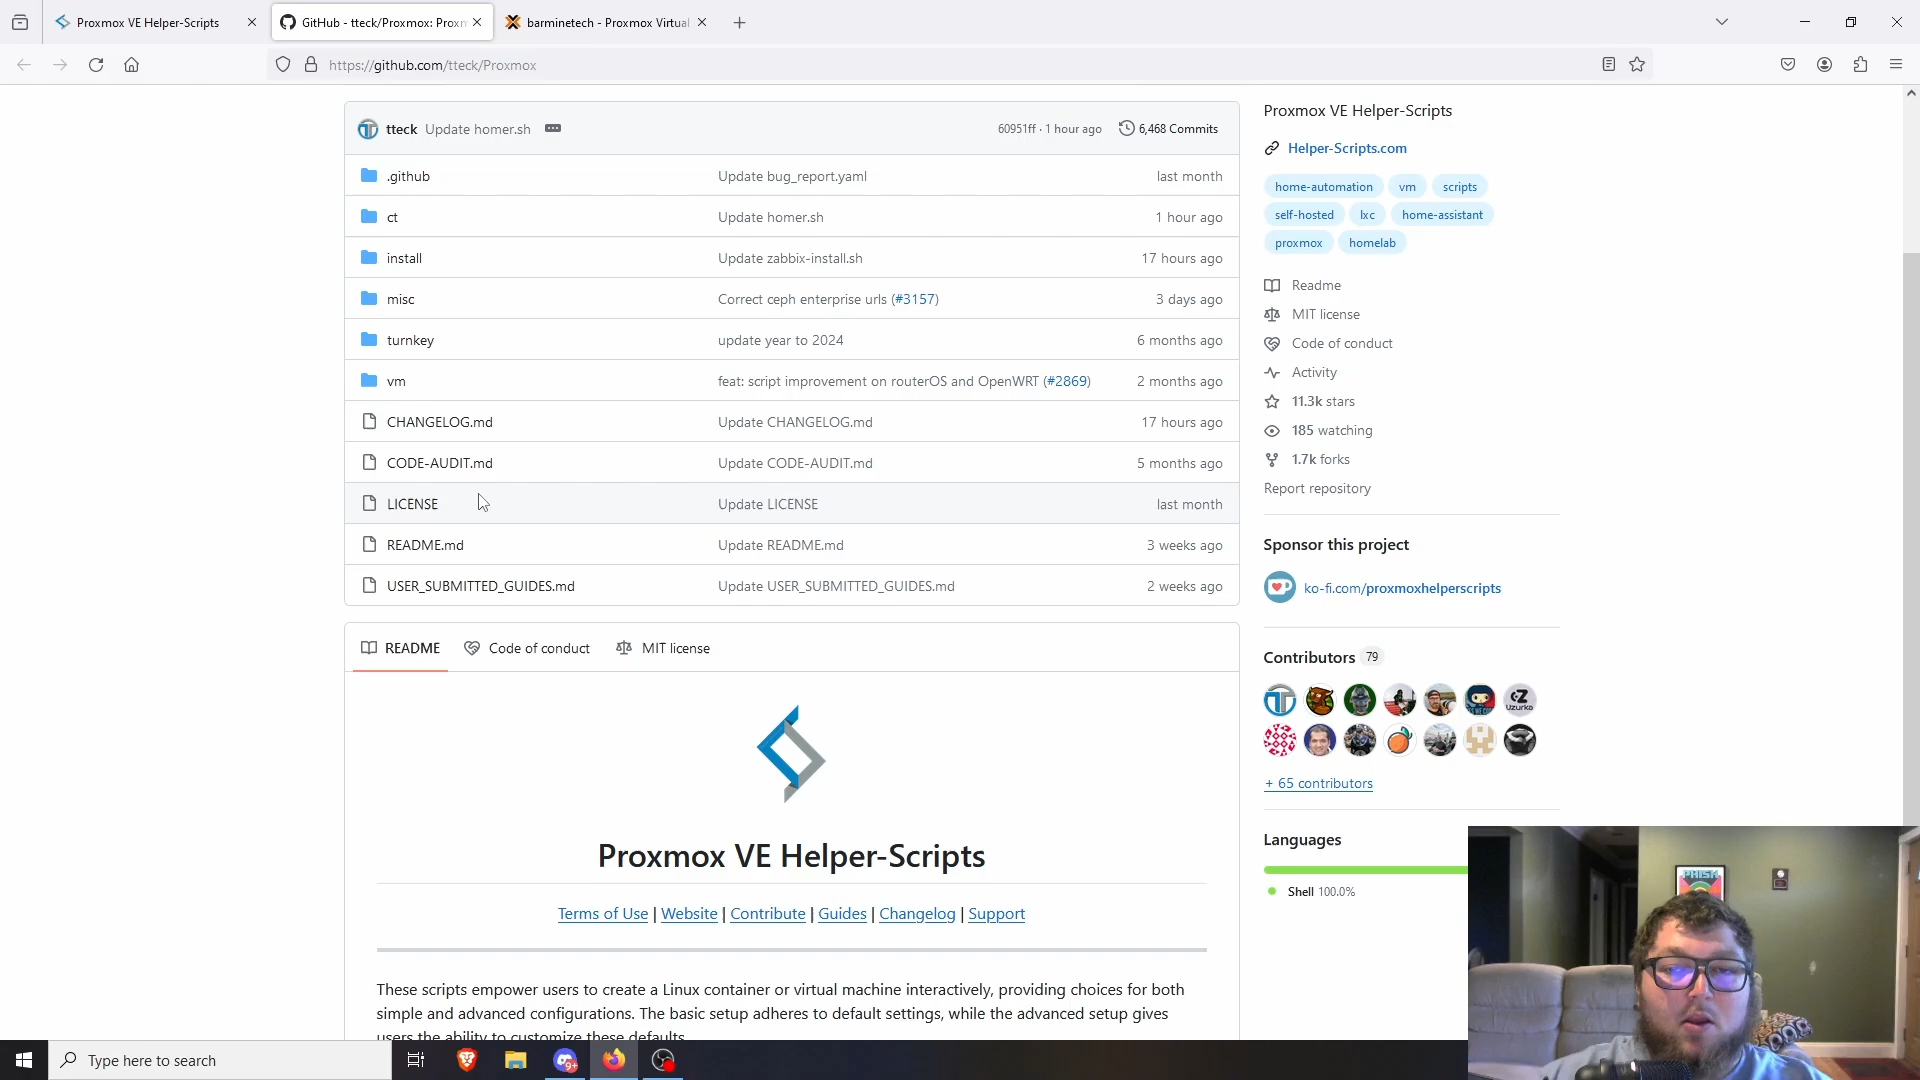 Proxmox VE Helper-Scripts
GitHub - tteck/Proxmox: Proxm
barminetech - Proxmox Virtual
https://github.com/tteck/Proxmox
tteck Update homer.sh 60951ff · 1 hour ago 6,468 Commits
.github Update bug_report.yaml last month
ct Update homer.sh 1 hour ago
install Update zabbix-install.sh 17 hours ago
misc Correct ceph enterprise urls (#3157) 3 days ago
turnkey update year to 2024 6 months ago
vm feat: script improvement on routerOS and OpenWRT (#2869) 2 months ago
CHANGELOG.md Update CHANGELOG.md 17 hours ago
CODE-AUDIT.md Update CODE-AUDIT.md 5 months ago
LICENSE Update LICENSE last month
README.md Update README.md 3 weeks ago
USER_SUBMITTED_GUIDES.md Update USER_SUBMITTED_GUIDES.md 2 weeks ago
README Code of conduct MIT license
Proxmox VE Helper-Scripts
Terms of Use | Website | Contribute | Guides | Changelog | Support
These scripts empower users to create a Linux container or virtual machine interactively, providing choices for both
simple and advanced configurations. The basic setup adheres to default settings, while the advanced setup gives
users the ability to customize these defaults.
Proxmox VE Helper-Scripts
Helper-Scripts.com
home-automation vm scripts
self-hosted lxc home-assistant
proxmox homelab
Readme
MIT license
Code of conduct
Activity
11.3k stars
185 watching
1.7k forks
Report repository
Sponsor this project
ko-fi.com/proxmoxhelperscripts
Contributors 79
Uzurka
+ 65 contributors
Languages
Shell 100.0%
PHISH
Type here to search
9+